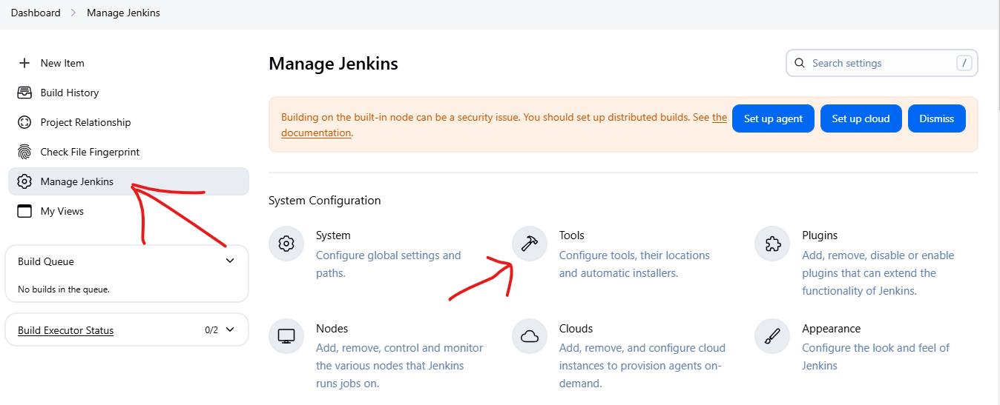 Dashboard > Manage Jenkins
New Item
Build History
Project Relationship
Check File Fingerprint
Manage Jenkins
My Views
Build Queue
No builds in the queue.
Build Executor Status 0/2
Manage Jenkins
Search settings /
Building on the built-in node can be a security issue. You should set up distributed builds. See the
documentation.
Set up agent
Set up cloud
Dismiss
System Configuration
System
Configure global settings and
paths.
Tools
Configure tools, their locations
and automatic installers.
Plugins
Add, remove, disable or enable
plugins that can extend the
functionality of Jenkins.
Nodes
Add, remove, control and monitor
the various nodes that Jenkins
runs jobs on.
Clouds
Add, remove, and configure cloud
instances to provision agents on-
demand.
Appearance
Configure the look and feel of
Jenkins